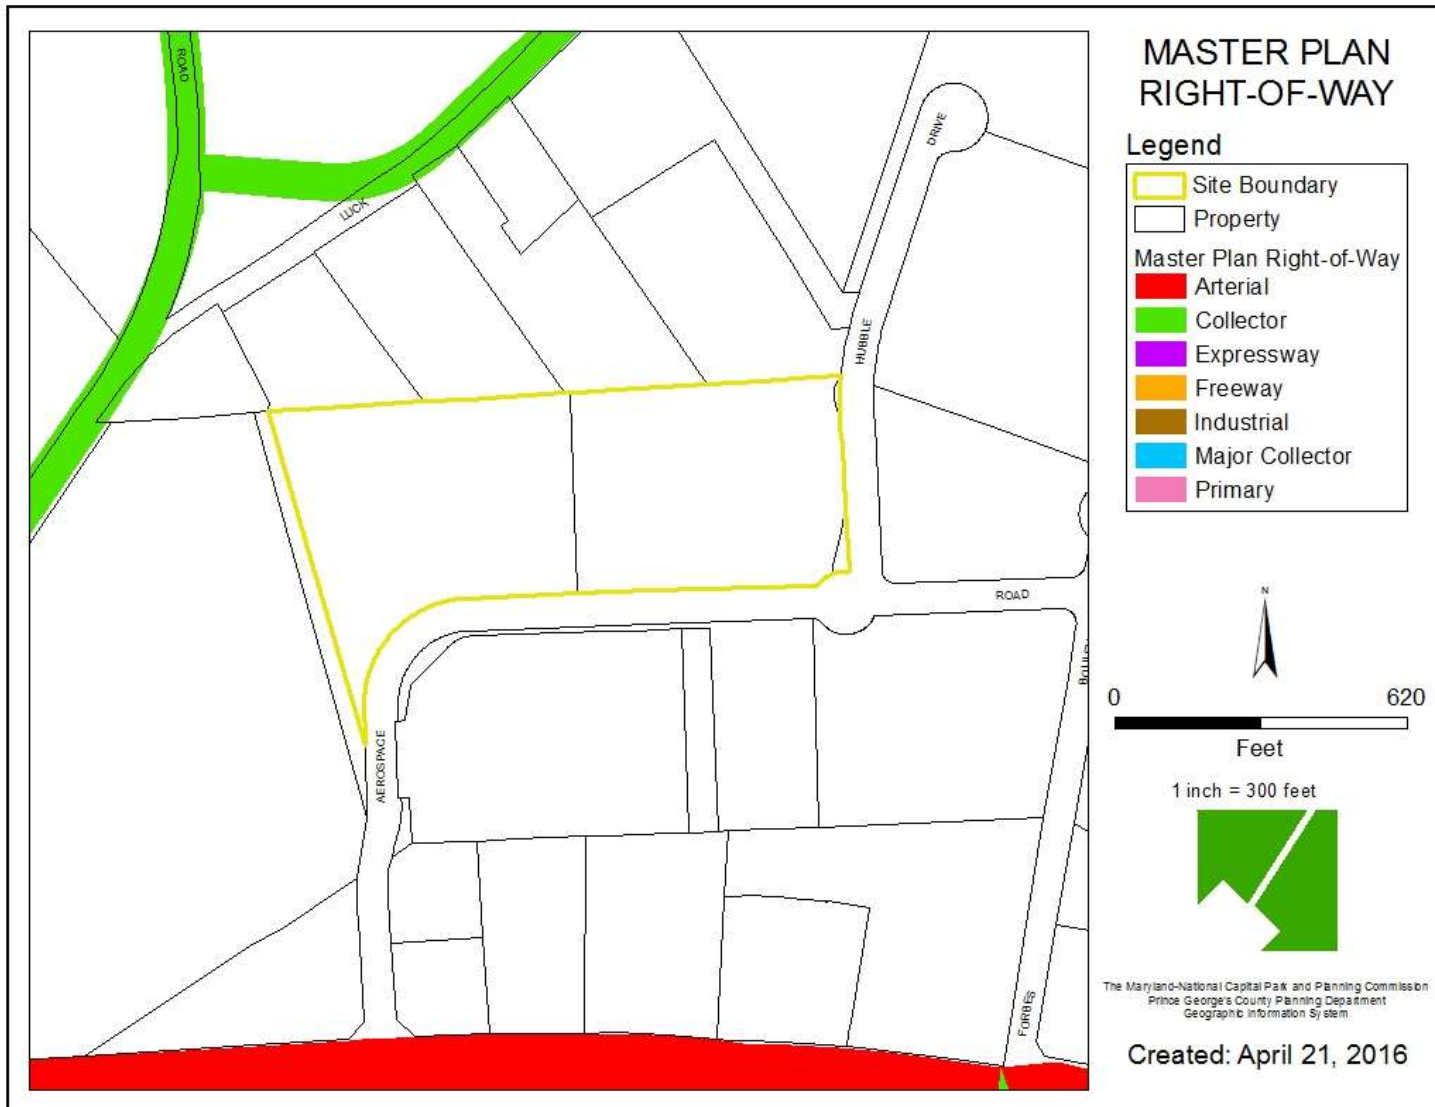 MASTER PLAN
RIGHT-OF-WAY
Legend
Site Boundary
Property
Master Plan Right-of-Way
Arterial
Collector
Expressway
Freeway
Industrial
Major Collector
Primary
N
0 620
Feet
1 inch = 300 feet
The Maryland-National Capital Park and Planning Commission
Prince George's County Planning Department
Geographic Information System
Created: April 21, 2016
ROAD
DRIVE
LUCK
HUBBLE
ROAD
AEROSPACE
FORBES